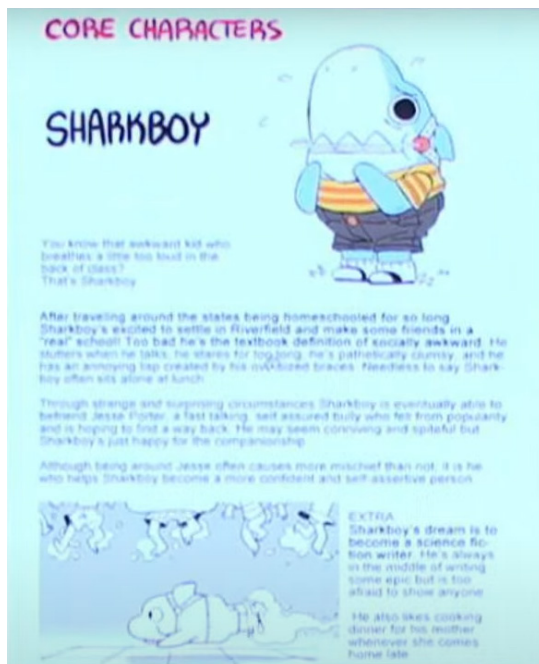 CORE CHARACTERS
SHARKBOY
You know that awkward kid who
breathes a little too loud in the
back of class?
That's Sharkboy
After traveling around the states being homeschooled for so long
Sharkboy's excited to settle in Riverfield and make some friends in a
"real" school! Too bad he's the textbook definition of socially awkward. He
stutters when he talks, he stares for too long, he's pathetically clumsy, and he
has an annoying lisp created by his oversized braces. Needless to say Shark-
boy often sits alone at lunch.
Through strange and surprising circumstances Sharkboy is eventually able to
befriend Jesse Porter, a fast talking, self assured bully who fell from popularity
and is hoping to find a way back. He may seem conniving and spiteful but
Sharkboy's just happy for the companionship.
Although being around Jesse often causes more mischief than not, it is he
who helps Sharkboy become a more confident and self-assertive person.
EXTRA
Sharkboy's dream is to
become a science fic-
tion writer. He's always
in the middle of writing
some epic but is too
afraid to show anyone.
He also likes cooking
dinner for his mother
whenever she comes
home late